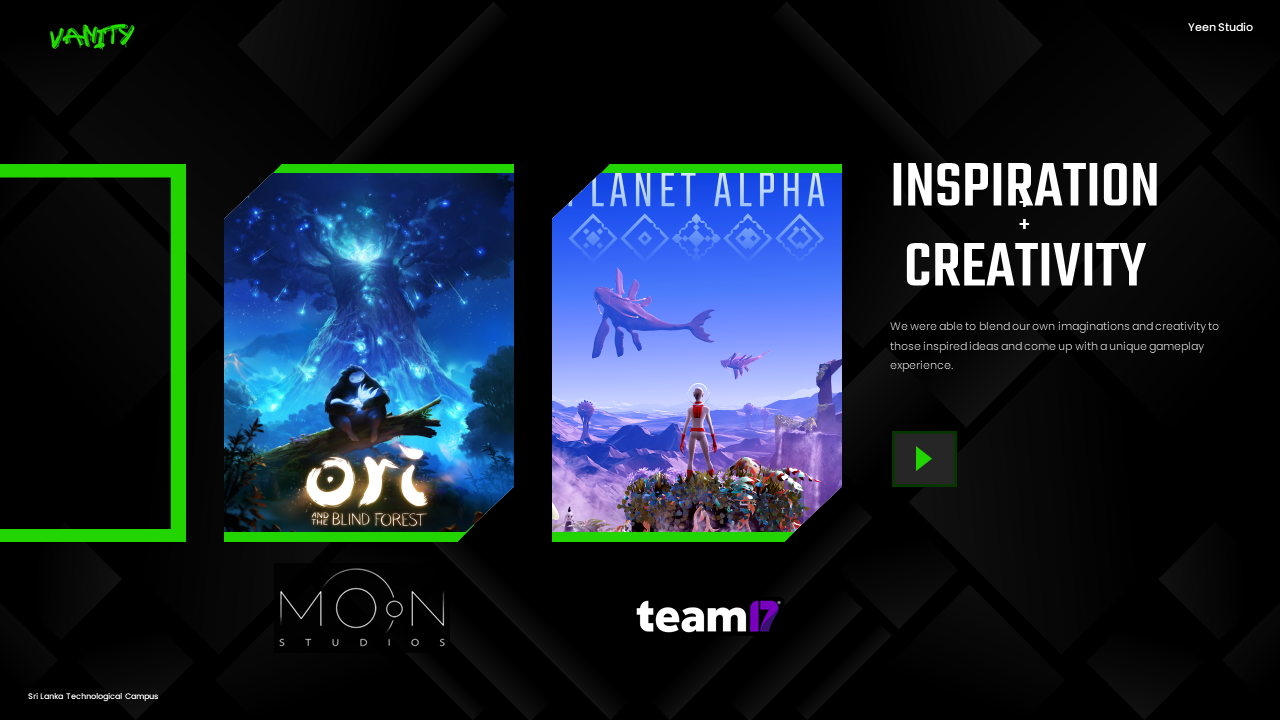 VANITY
Yeen Studio
PLANET ALPHA
INSPIRATION
+
CREATIVITY
We were able to blend our own imaginations and creativity to
those inspired ideas and come up with a unique gameplay
experience.
ori
AND THE BLIND FOREST
MOON
STUDIOS
team17
Sri Lanka Technological Campus